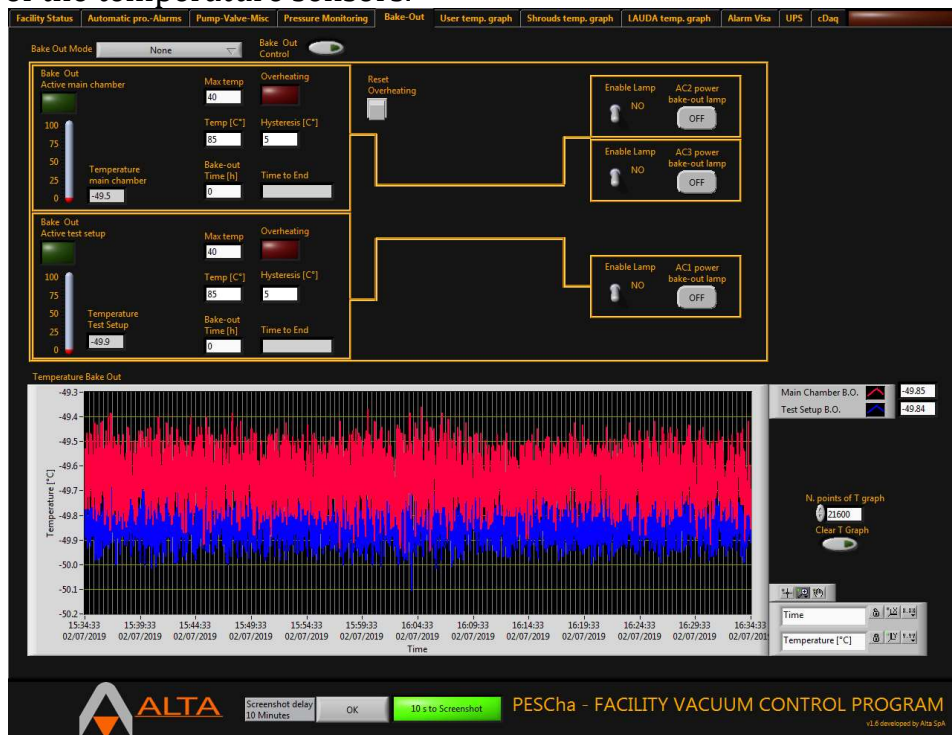 of the temperature sensors.
Facility Status Automatic pro.-Alarms Pump-Valve-Misc Pressure Monitoring Bake-Out User temp. graph Shrouds temp. graph LAUDA temp. graph Alarm Visa UPS cDaq
Bake Out Mode None Bake Out Control
Bake Out
Active main chamber
Max temp
40
Overheating
Reset
Overheating
Temp [C°]
85
Hysteresis [C°]
5
100
75
50
25
0
Temperature
main chamber
-49.5
Bake-out
Time [h]
0
Time to End
Enable Lamp
NO
AC2 power
bake-out lamp
OFF
Enable Lamp
NO
AC3 power
bake-out lamp
OFF
Bake Out
Active test setup
Max temp
40
Overheating
Temp [C°]
85
Hysteresis [C°]
5
100
75
50
25
0
Temperature
Test Setup
-49.9
Bake-out
Time [h]
0
Time to End
Enable Lamp
NO
AC1 power
bake-out lamp
OFF
Temperature Bake Out
Temperature [°C]
-49.3
-49.4
-49.5
-49.6
-49.7
-49.8
-49.9
-50.0
-50.1
-50.2
15:34:33 15:39:33 15:44:33 15:49:33 15:54:33 15:59:33 16:04:33 16:09:33 16:14:33 16:19:33 16:24:33 16:29:33 16:34:33
02/07/2019 02/07/2019 02/07/2019 02/07/2019 02/07/2019 02/07/2019 02/07/2019 02/07/2019 02/07/2019 02/07/2019 02/07/2019 02/07/2019 02/07/201
Time
Main Chamber B.O. -49.85
Test Setup B.O. -49.84
N. points of T graph
21600
Clear T Graph
Time
Temperature [°C]
ALTA
Screenshot delay
10 Minutes
OK
10 s to Screenshot
PESCha - FACILITY VACUUM CONTROL PROGRAM
v1.6 developed by Alta SpA